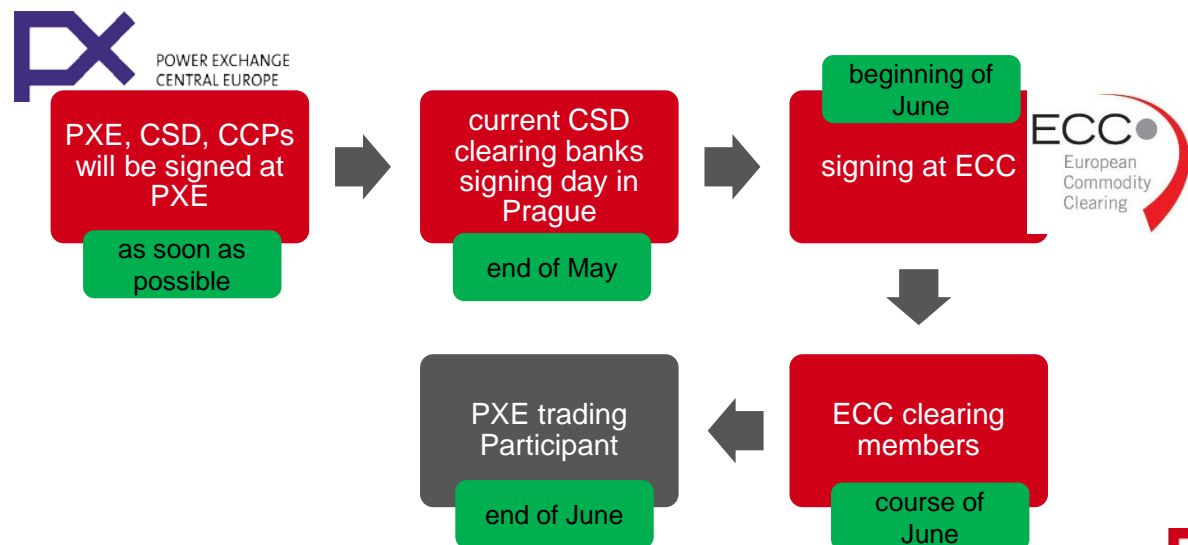 POWER EXCHANGE
CENTRAL EUROPE
PXE, CSD, CCPs
will be signed at
PXE
as soon as
possible
current CSD
clearing banks
signing day in
Prague
end of May
beginning of
June
signing at ECC
ECC
European
Commodity
Clearing
ECC clearing
members
course of
June
PXE trading
Participant
end of June